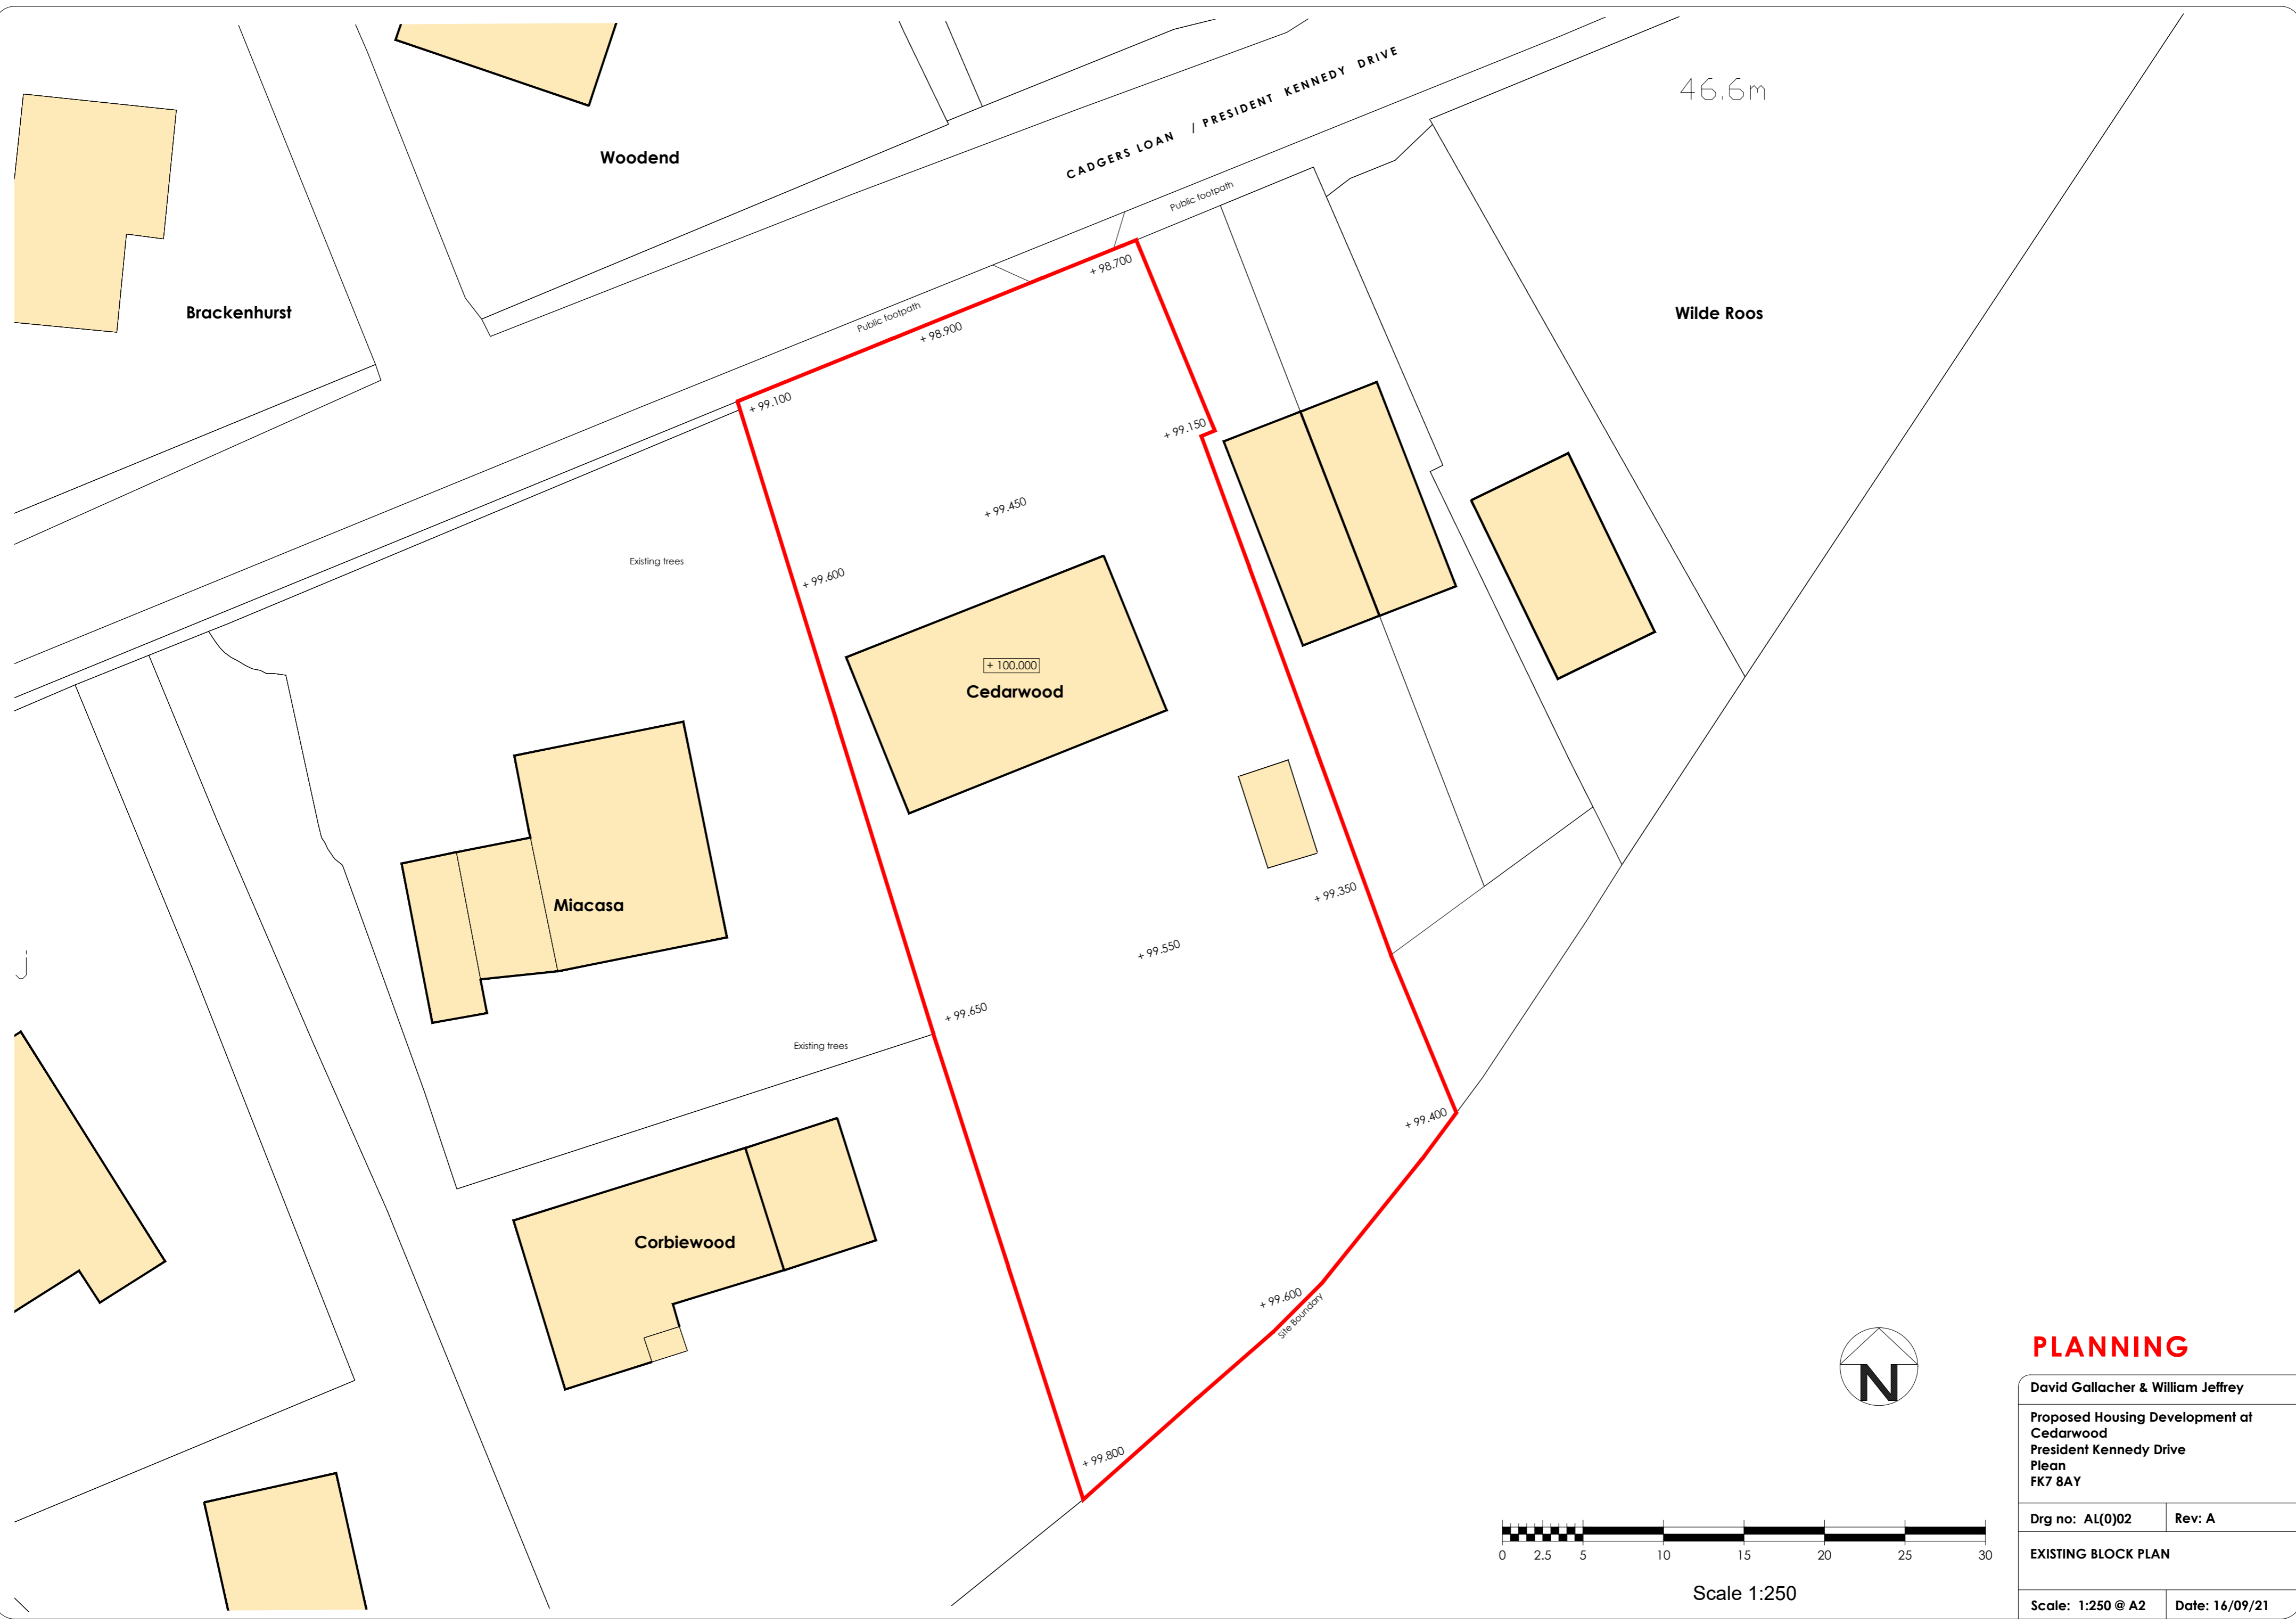 CADGERS LOAN / PRESIDENT KENNEDY DRIVE
46.6m
Woodend
Public footpath
Brackenhurst
Wilde Roos
+ 98.700
Public footpath
+ 98.900
+ 99.100
+ 99.150
+ 99.450
Existing trees
+ 99.600
+ 100.000
Cedarwood
Miacasa
+ 99.350
+ 99.550
j
+ 99.650
Existing trees
+ 99.400
Corbiewood
+ 99.600
Site Boundary
+ 99.800
N
PLANNING
David Gallacher & William Jeffrey
Proposed Housing Development at
Cedarwood
President Kennedy Drive
Plean
FK7 8AY
Drg no: AL(0)02
Rev: A
EXISTING BLOCK PLAN
Scale: 1:250 @ A2
Date: 16/09/21
0 2.5 5 10 15 20 25 30
Scale 1:250